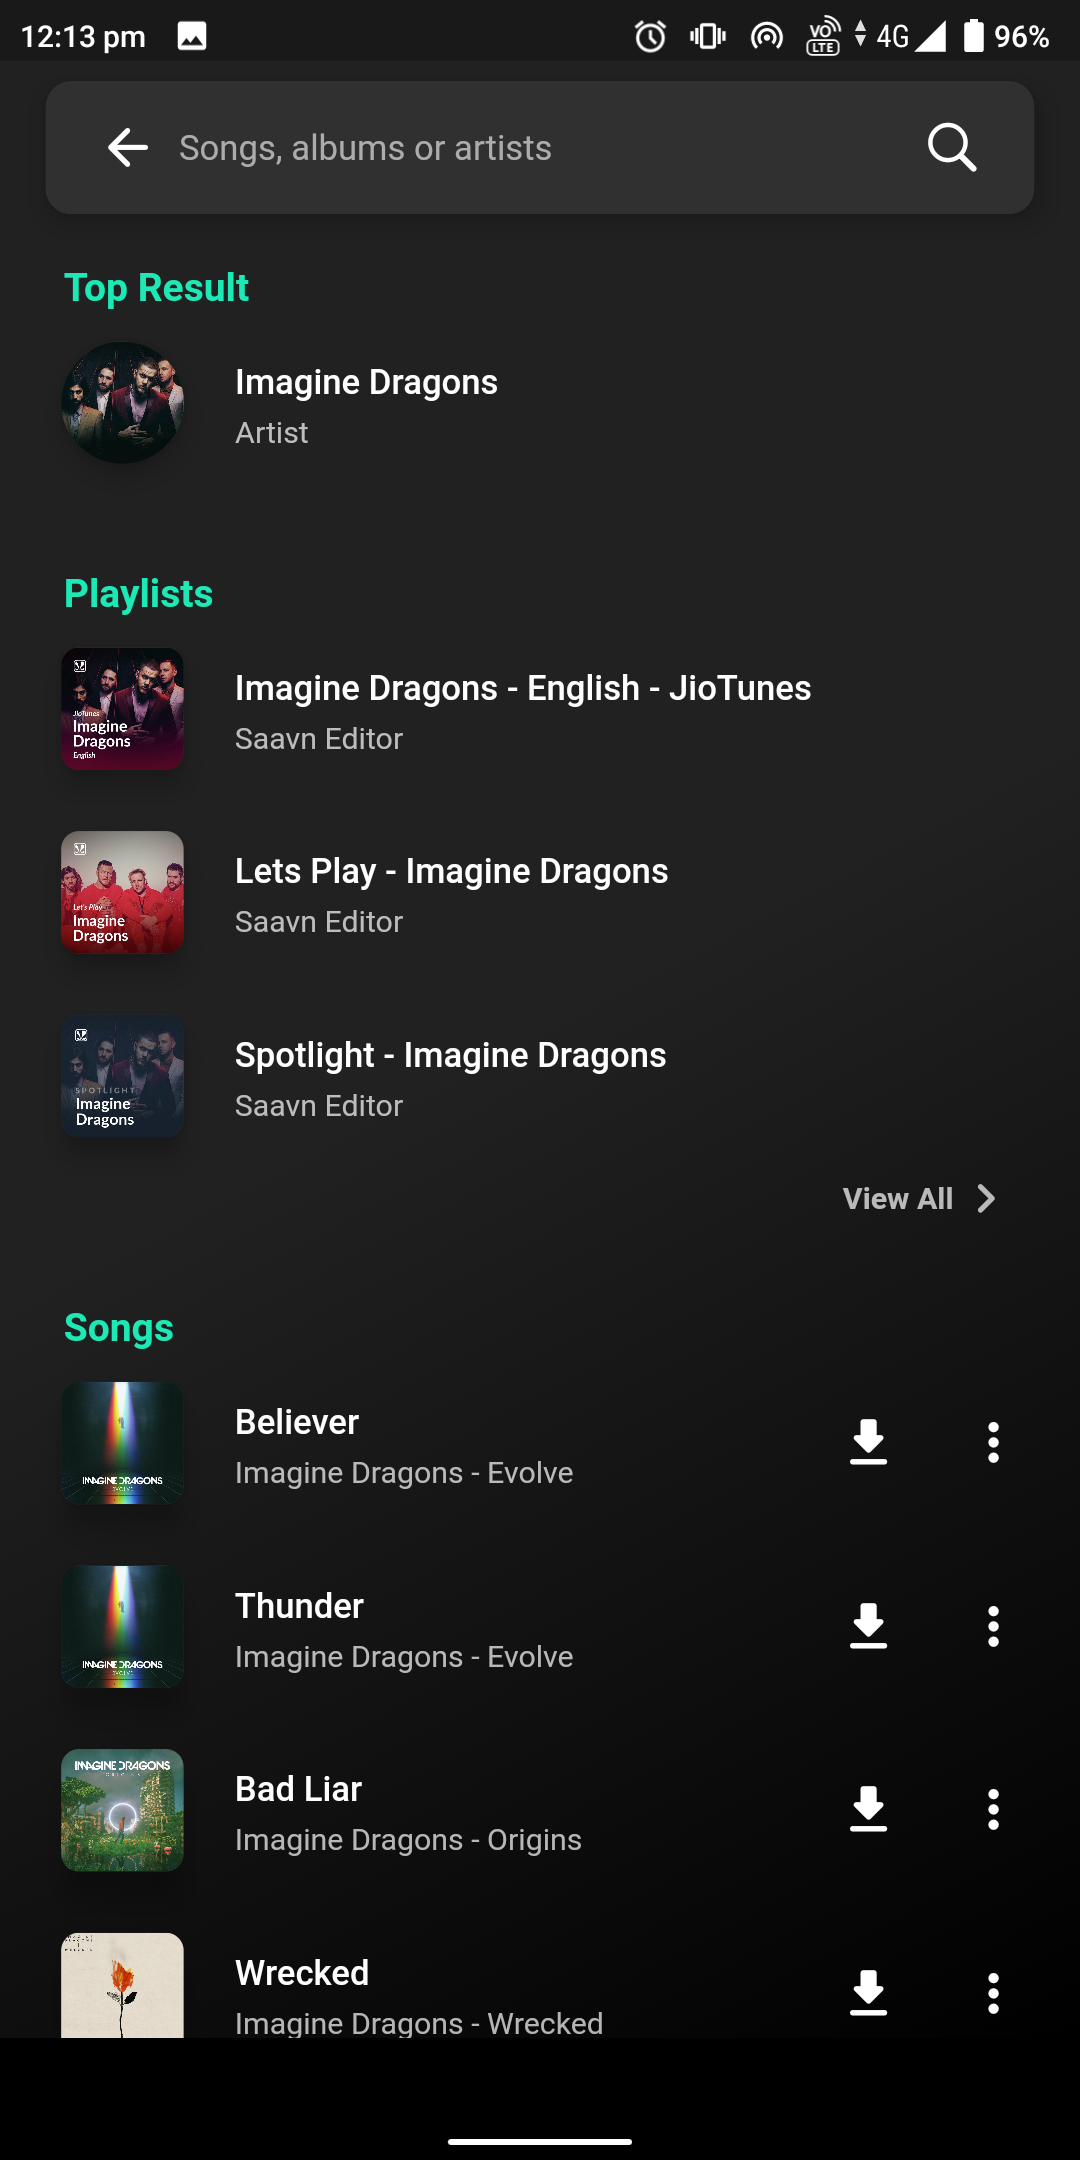 12:13 pm
VO LTE 4G 96%
Songs, albums or artists
Top Result
Imagine Dragons
Artist
Playlists
JioTunes
Imagine
Dragons
English
Imagine Dragons - English - JioTunes
Saavn Editor
Let's Play
Imagine
Dragons
Lets Play - Imagine Dragons
Saavn Editor
SPOTLIGHT
Imagine
Dragons
Spotlight - Imagine Dragons
Saavn Editor
View All
Songs
IMAGINE DRAGONS
EVOLVE
Believer
Imagine Dragons - Evolve
IMAGINE DRAGONS
EVOLVE
Thunder
Imagine Dragons - Evolve
IMAGINE DRAGONS
ORIGINS
Bad Liar
Imagine Dragons - Origins
Wrecked
Imagine Dragons - Wrecked